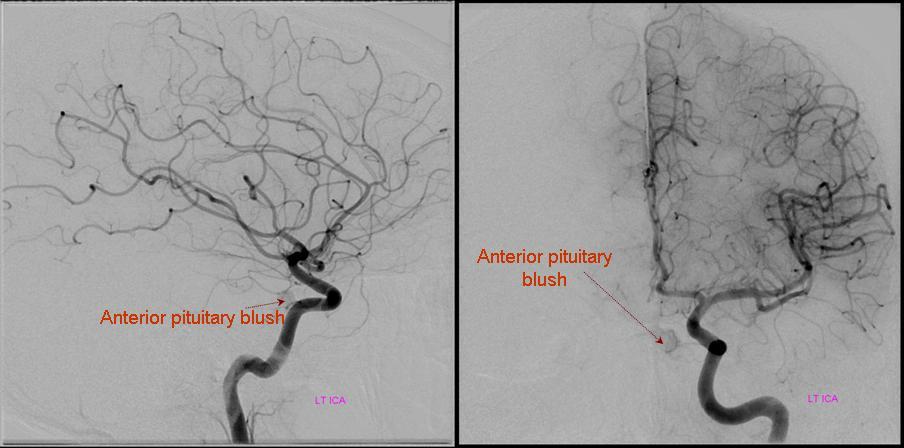 Anterior pituitary blush
LT ICA
Anterior pituitary
blush
LT ICA